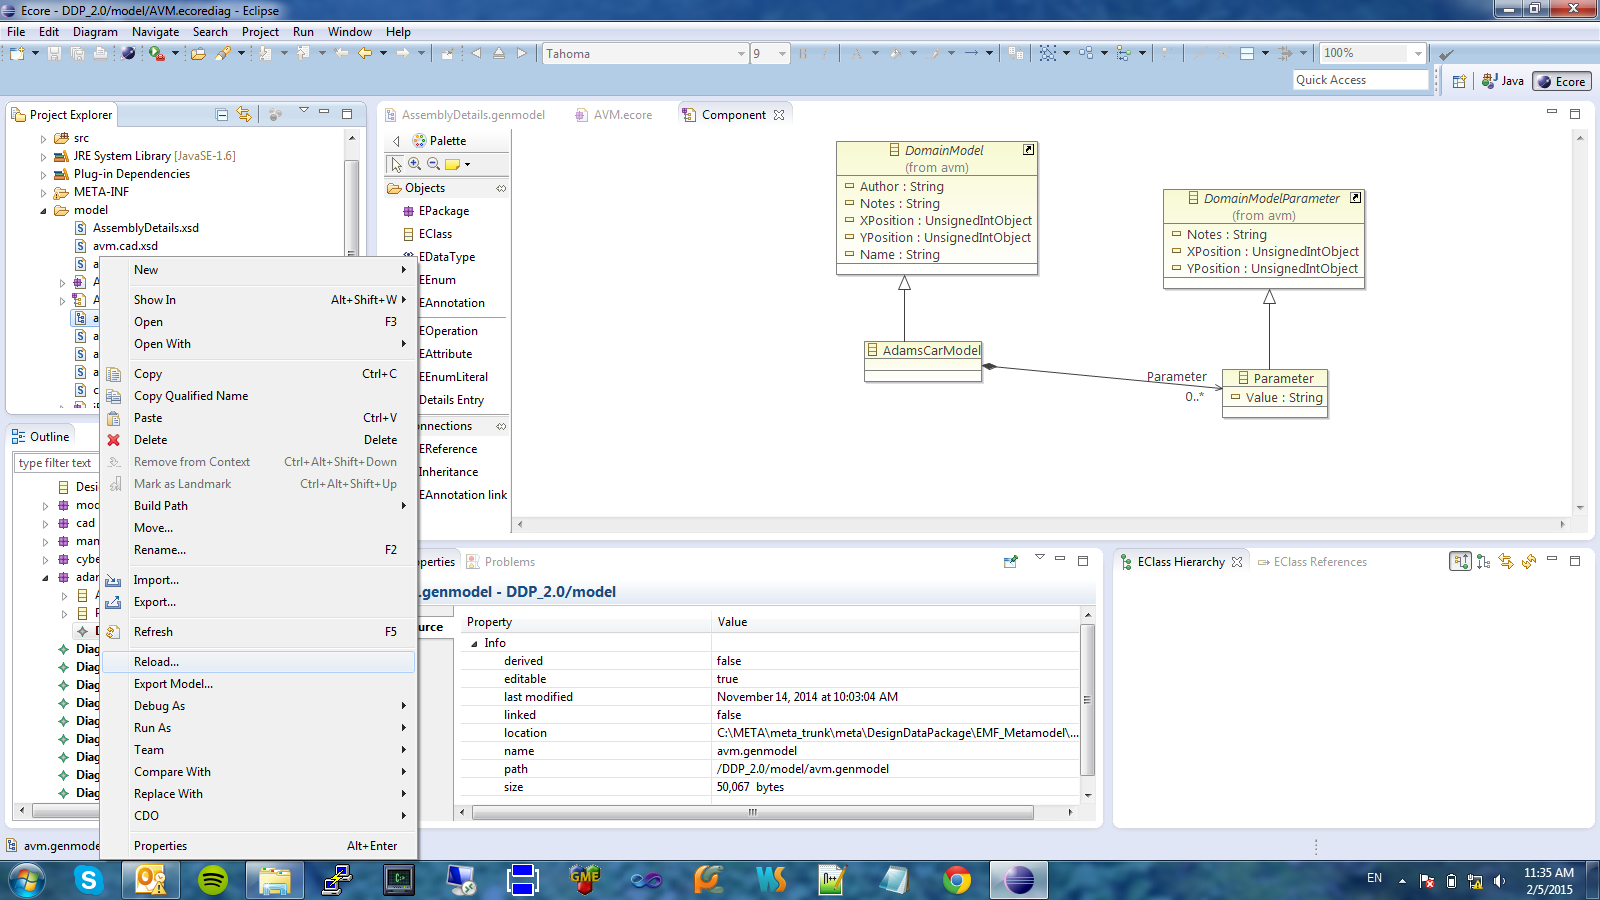 Ecore - DDP_2.0/model/AVM.ecorediag - Eclipse
File Edit Diagram Navigate Search Project Run Window Help
Tahoma 9 100%
Quick Access Java Ecore
Project Explorer
src
JRE System Library [JavaSE-1.6]
Plug-in Dependencies
META-INF
model
AssemblyDetails.xsd
avm.cad.xsd
a
A
A
a
a
a
a
c
New
Show In Alt+Shift+W
Open F3
Open With
Copy Ctrl+C
Copy Qualified Name
Paste Ctrl+V
Delete Delete
Remove from Context Ctrl+Alt+Shift+Down
Mark as Landmark Ctrl+Alt+Shift+Up
Build Path
Move...
Rename... F2
Import...
Export...
Refresh F5
Reload...
Export Model...
Debug As
Run As
Team
Compare With
Replace With
CDO
Properties Alt+Enter
Outline
type filter text
Desi
mod
cad
man
cybe
adar
Diag
Diag
Diag
Diag
Diag
Diag
Diag
Diag
Diag
avm.genmode
AssemblyDetails.genmodel AVM.ecore Component
Palette
Objects
EPackage
EClass
EDataType
EEnum
EAnnotation
EOperation
EAttribute
EEnumLiteral
Details Entry
nnections
EReference
Inheritance
EAnnotation link
DomainModel
(from avm)
Author : String
Notes : String
XPosition : UnsignedIntObject
YPosition : UnsignedIntObject
Name : String
DomainModelParameter
(from avm)
Notes : String
XPosition : UnsignedIntObject
YPosition : UnsignedIntObject
AdamsCarModel
Parameter
0..*
Parameter
Value : String
operties Problems
.genmodel - DDP_2.0/model
urce
Property Value
Info
derived false
editable true
last modified November 14, 2014 at 10:03:04 AM
linked false
location C:\META\meta_trunk\meta\DesignDataPackage\EMF_Metamodel\...
name avm.genmodel
path /DDP_2.0/model/avm.genmodel
size 50,067 bytes
EClass Hierarchy EClass References
EN 11:35 AM
2/5/2015